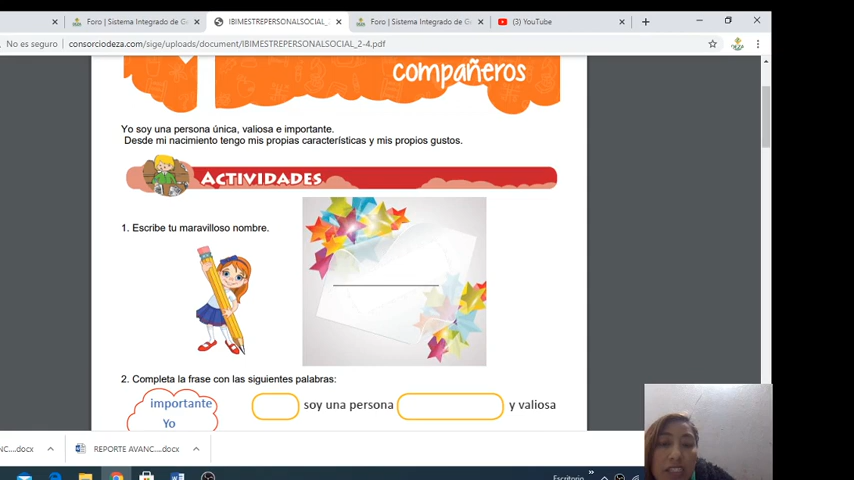 Foro | Sistema Integrado de G
IBIMESTREPERSONALSOCIAL_
Foro | Sistema Integrado de G
YouTube
No es seguro
consorciodeza.com/sige/uploads/document/IBIMESTREPERSONALSOCIAL_2-4.pdf
compañeros
Yo soy una persona única, valiosa e importante.
Desde mi nacimiento tengo mis propias características y mis propios gustos.
ACTIVIDADES
1. Escribe tu maravilloso nombre.
2. Completa la frase con las siguientes palabras:
importante
Yo
soy una persona
y valiosa
NC....docx
REPORTE AVANC....docx
Escritorio